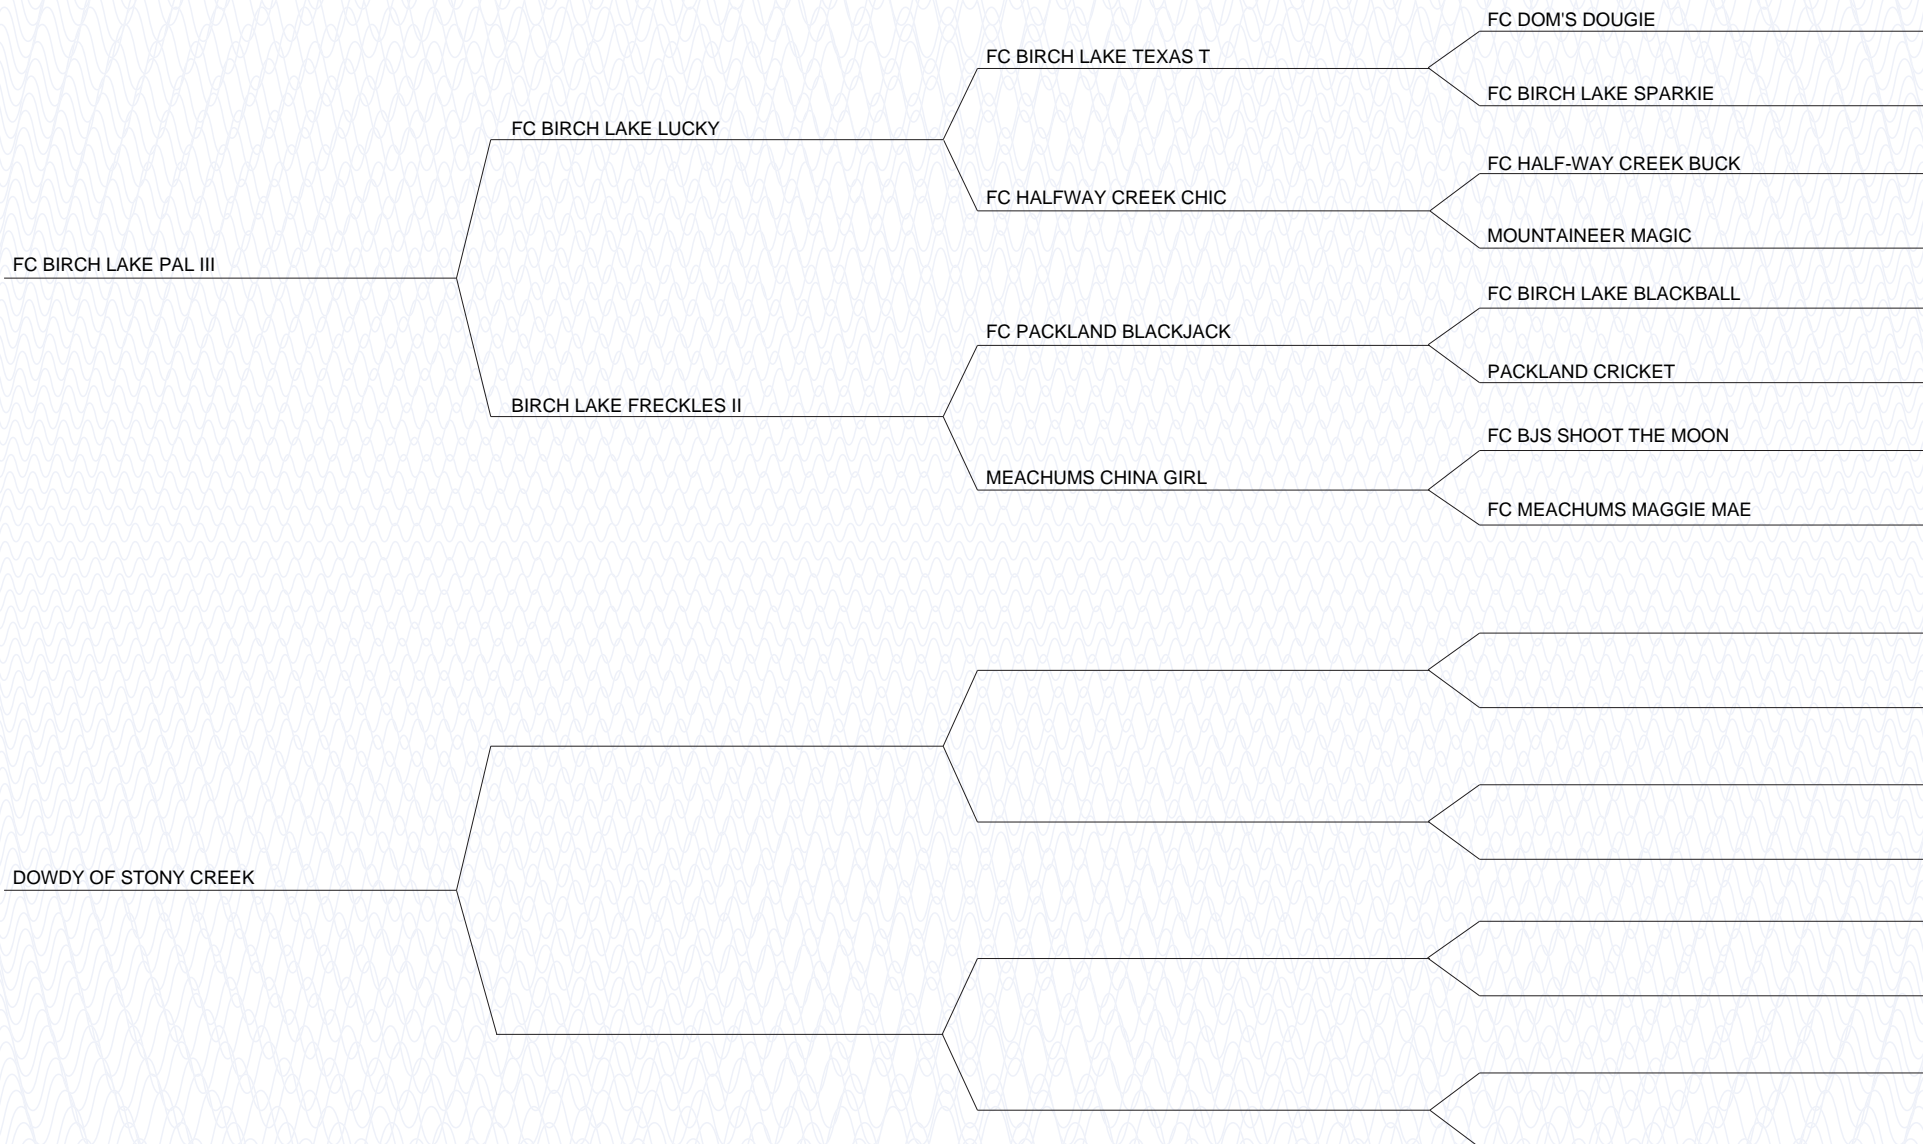 FC DOM'S DOUGIE
FC BIRCH LAKE TEXAS T
FC BIRCH LAKE SPARKIE
FC BIRCH LAKE LUCKY
FC HALF-WAY CREEK BUCK
FC HALFWAY CREEK CHIC
MOUNTAINEER MAGIC
FC BIRCH LAKE PAL III
FC BIRCH LAKE BLACKBALL
FC PACKLAND BLACKJACK
PACKLAND CRICKET
BIRCH LAKE FRECKLES II
FC BJS SHOOT THE MOON
MEACHUMS CHINA GIRL
FC MEACHUMS MAGGIE MAE
DOWDY OF STONY CREEK